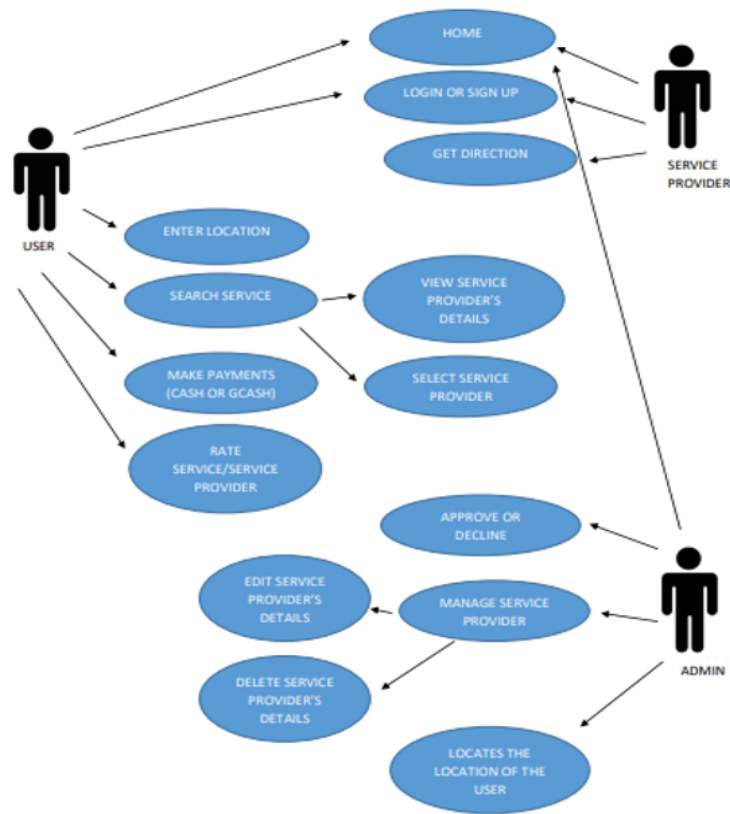 HOME
LOGIN OR SIGN UP
GET DIRECTION
SERVICE
PROVIDER
USER
ENTER LOCATION
SEARCH SERVICE
VIEW SERVICE
PROVIDER'S
DETAILS
MAKE PAYMENTS
(CASH OR GCASH)
SELECT SERVICE
PROVIDER
RATE
SERVICE/SERVICE
PROVIDER
APPROVE OR
DECLINE
EDIT SERVICE
PROVIDER'S
DETAILS
MANAGE SERVICE
PROVIDER
ADMIN
DELETE SERVICE
PROVIDER'S
DETAILS
LOCATES THE
LOCATION OF THE
USER